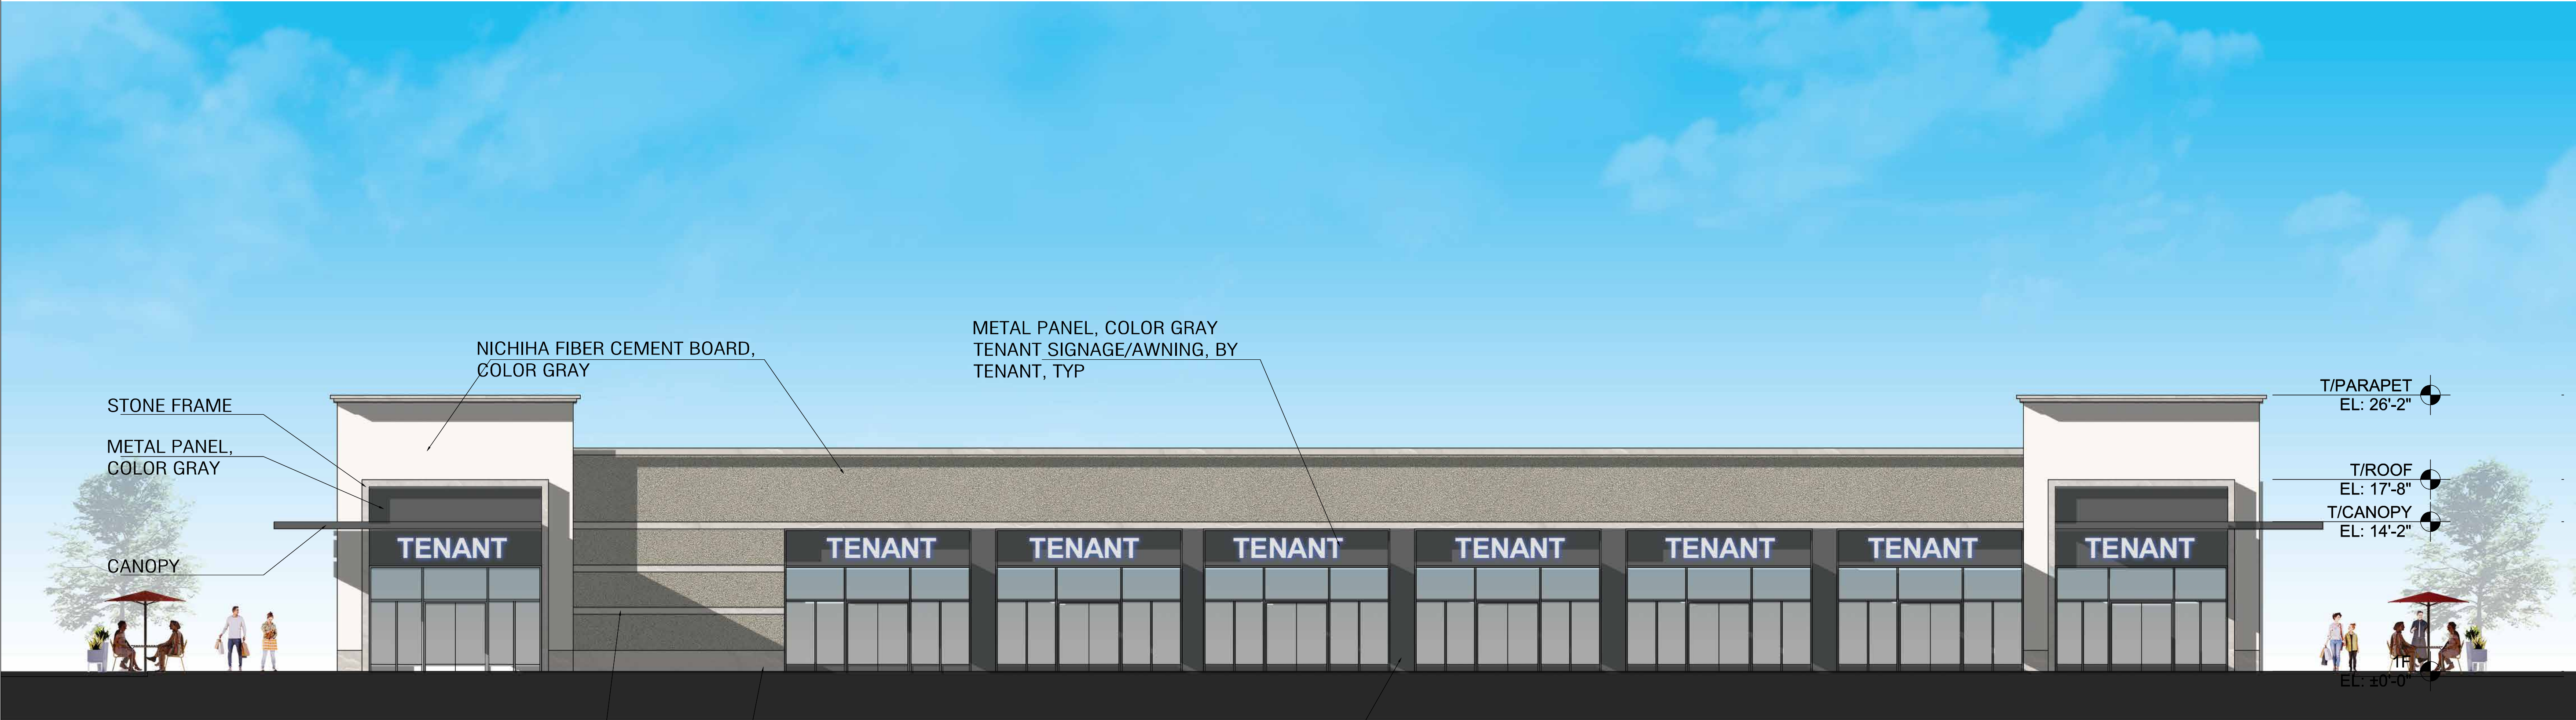 METAL PANEL, COLOR GRAY
TENANT SIGNAGE/AWNING, BY
TENANT, TYP
NICHIHA FIBER CEMENT BOARD,
COLOR GRAY
STONE FRAME
METAL PANEL,
COLOR GRAY
CANOPY
T/PARAPET
EL: 26'-2"
T/ROOF
EL: 17'-8"
T/CANOPY
EL: 14'-2"
TENANT
TENANT
TENANT
TENANT
TENANT
TENANT
TENANT
TENANT
1F
EL: ±0'-0"